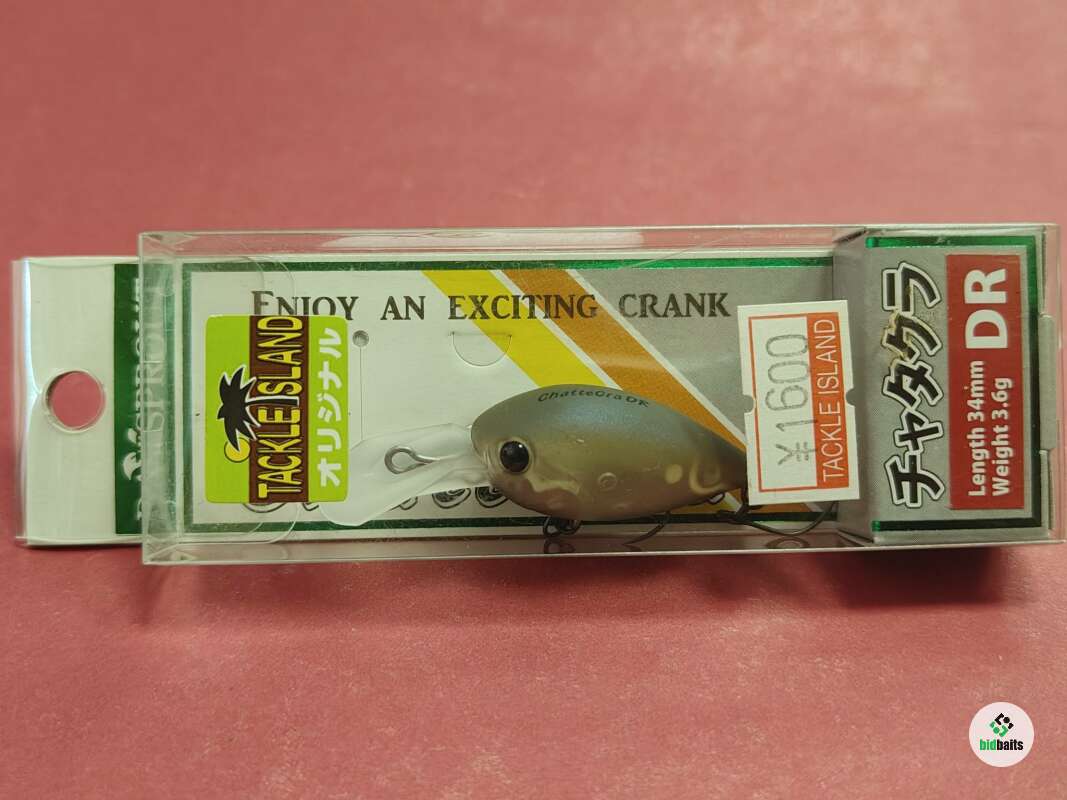 ENJOY AN EXCITING CRANK
TACKLE ISLAND
オリジナル
ChatteCra DR
¥1600
TACKLE ISLAND
チャタクラ
DR
Length 34mm
Weight 3.6g
bidbaits